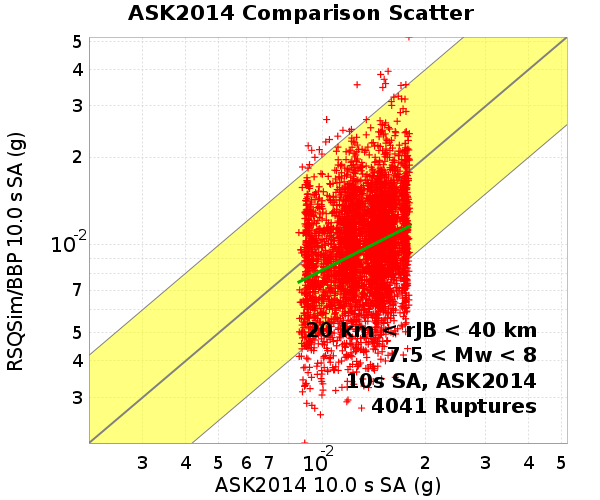 ASK2014 Comparison Scatter
RSQSim/BBP 10.0 s SA (g)
5
4
3
2
10-2
7
5
4
3
20 km < rJB < 40 km
7.5 < Mw < 8
10s SA, ASK2014
4041 Ruptures
3 4 5 6 7 10-2 2 3 4 5
ASK2014 10.0 s SA (g)